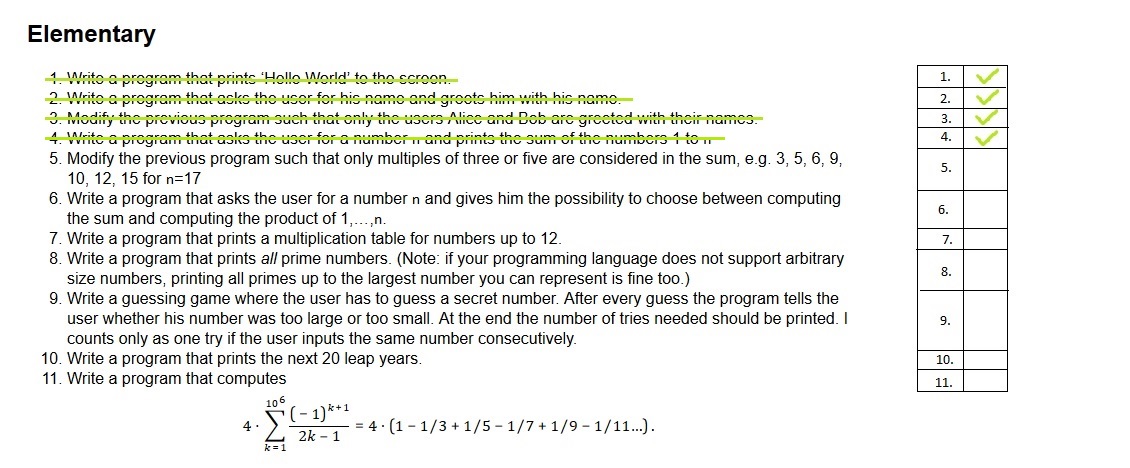 Elementary
1. Write a program that prints ‘Hello World’ to the screen.
2. Write a program that asks the user for his name and greets him with his name.
3. Modify the previous program such that only the users Alice and Bob are greeted with their names.
4. Write a program that asks the user for a number n and prints the sum of the numbers 1 to n
5. Modify the previous program such that only multiples of three or five are considered in the sum, e.g. 3, 5, 6, 9,
10, 12, 15 for n=17
6. Write a program that asks the user for a number n and gives him the possibility to choose between computing
the sum and computing the product of 1,…,n.
7. Write a program that prints a multiplication table for numbers up to 12.
8. Write a program that prints all prime numbers. (Note: if your programming language does not support arbitrary
size numbers, printing all primes up to the largest number you can represent is fine too.)
9. Write a guessing game where the user has to guess a secret number. After every guess the program tells the
user whether his number was too large or too small. At the end the number of tries needed should be printed. I
counts only as one try if the user inputs the same number consecutively.
10. Write a program that prints the next 20 leap years.
11. Write a program that computes
4 · ∑_{k=1}^{10^6} (−1)^{k+1} / (2k − 1) = 4 · (1 − 1/3 + 1/5 − 1/7 + 1/9 − 1/11...).
1. ✓
2. ✓
3. ✓
4. ✓
5.
6.
7.
8.
9.
10.
11.